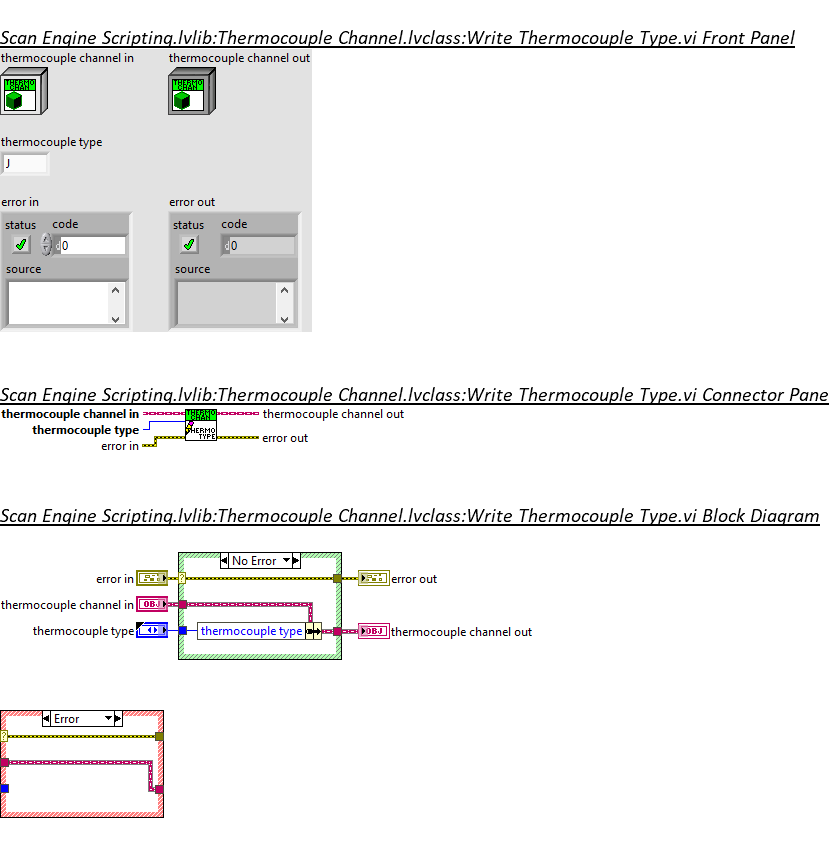 Scan Engine Scripting.lvlib:Thermocouple Channel.lvclass:Write Thermocouple Type.vi Front Panel
thermocouple channel in thermocouple channel out
THERMO CHAN THERMO CHAN
thermocouple type
J
error in error out
status code status code
d 0 d 0
source source
Scan Engine Scripting.lvlib:Thermocouple Channel.lvclass:Write Thermocouple Type.vi Connector Pane
thermocouple channel in THERMO CHAN thermocouple channel out
thermocouple type THERMO TYPE
error in error out
Scan Engine Scripting.lvlib:Thermocouple Channel.lvclass:Write Thermocouple Type.vi Block Diagram
No Error
error in ? error out
thermocouple channel in OBJ
thermocouple type thermocouple type OBJ thermocouple channel out
Error
?